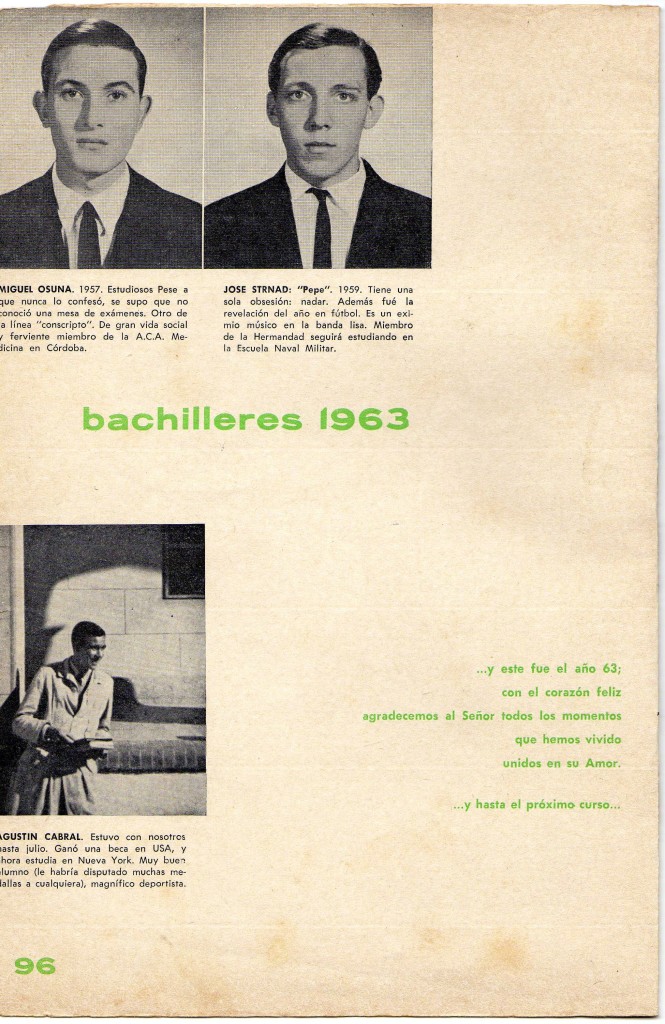 MIGUEL OSUNA. 1957. Estudiosos Pese a
que nunca lo confesó, se supo que no
conoció una mesa de exámenes. Otro de
la línea "conscripto". De gran vida social
y ferviente miembro de la A.C.A. Me-
dicina en Córdoba.
JOSE STRNAD: "Pepe". 1959. Tiene una
sola obsesión: nadar. Además fué la
revelación del año en fútbol. Es un exi-
mio músico en la banda lisa. Miembro
de la Hermandad seguirá estudiando en
la Escuela Naval Militar.
bachilleres 1963
...y este fue el año 63;
con el corazón feliz
agradecemos al Señor todos los momentos
que hemos vivido
unidos en su Amor.
...y hasta el próximo curso...
AGUSTIN CABRAL. Estuvo con nosotros
hasta julio. Ganó una beca en USA, y
ahora estudia en Nueva York. Muy buen
alumno (le habría disputado muchas me-
dallas a cualquiera), magnífico deportista.
96